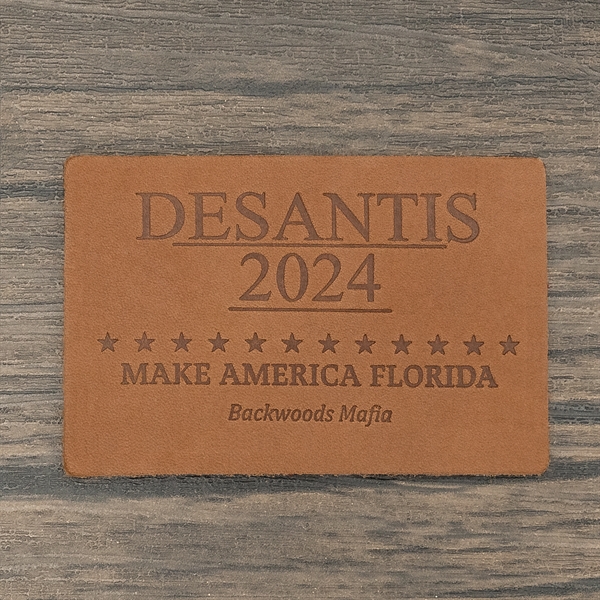 DESANTIS
2024
★ ★ ★ ★ ★ ★ ★ ★ ★ ★ ★ ★
MAKE AMERICA FLORIDA
Backwoods Mafia